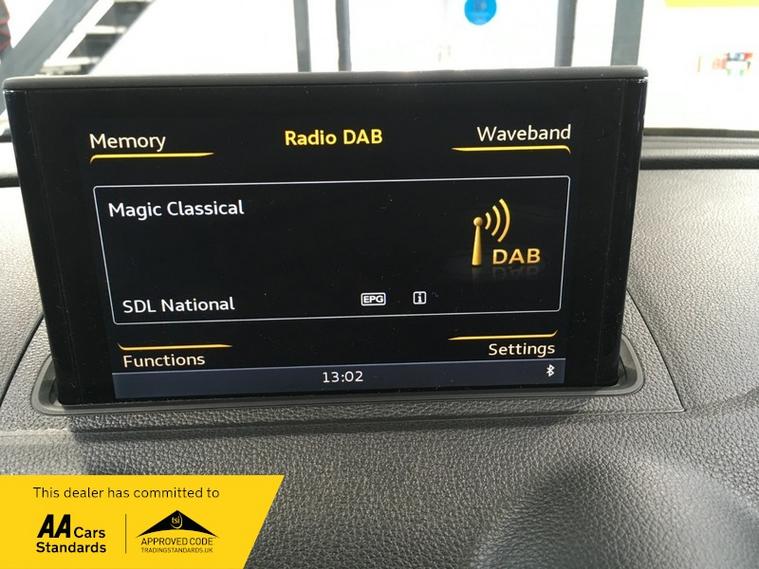 Memory
Radio DAB
Waveband
Magic Classical
DAB
SDL National
EPG
i
Functions
Settings
13:02
This dealer has committed to
AA Cars
Standards
tsi
APPROVED CODE
TRADINGSTANDARDS.UK